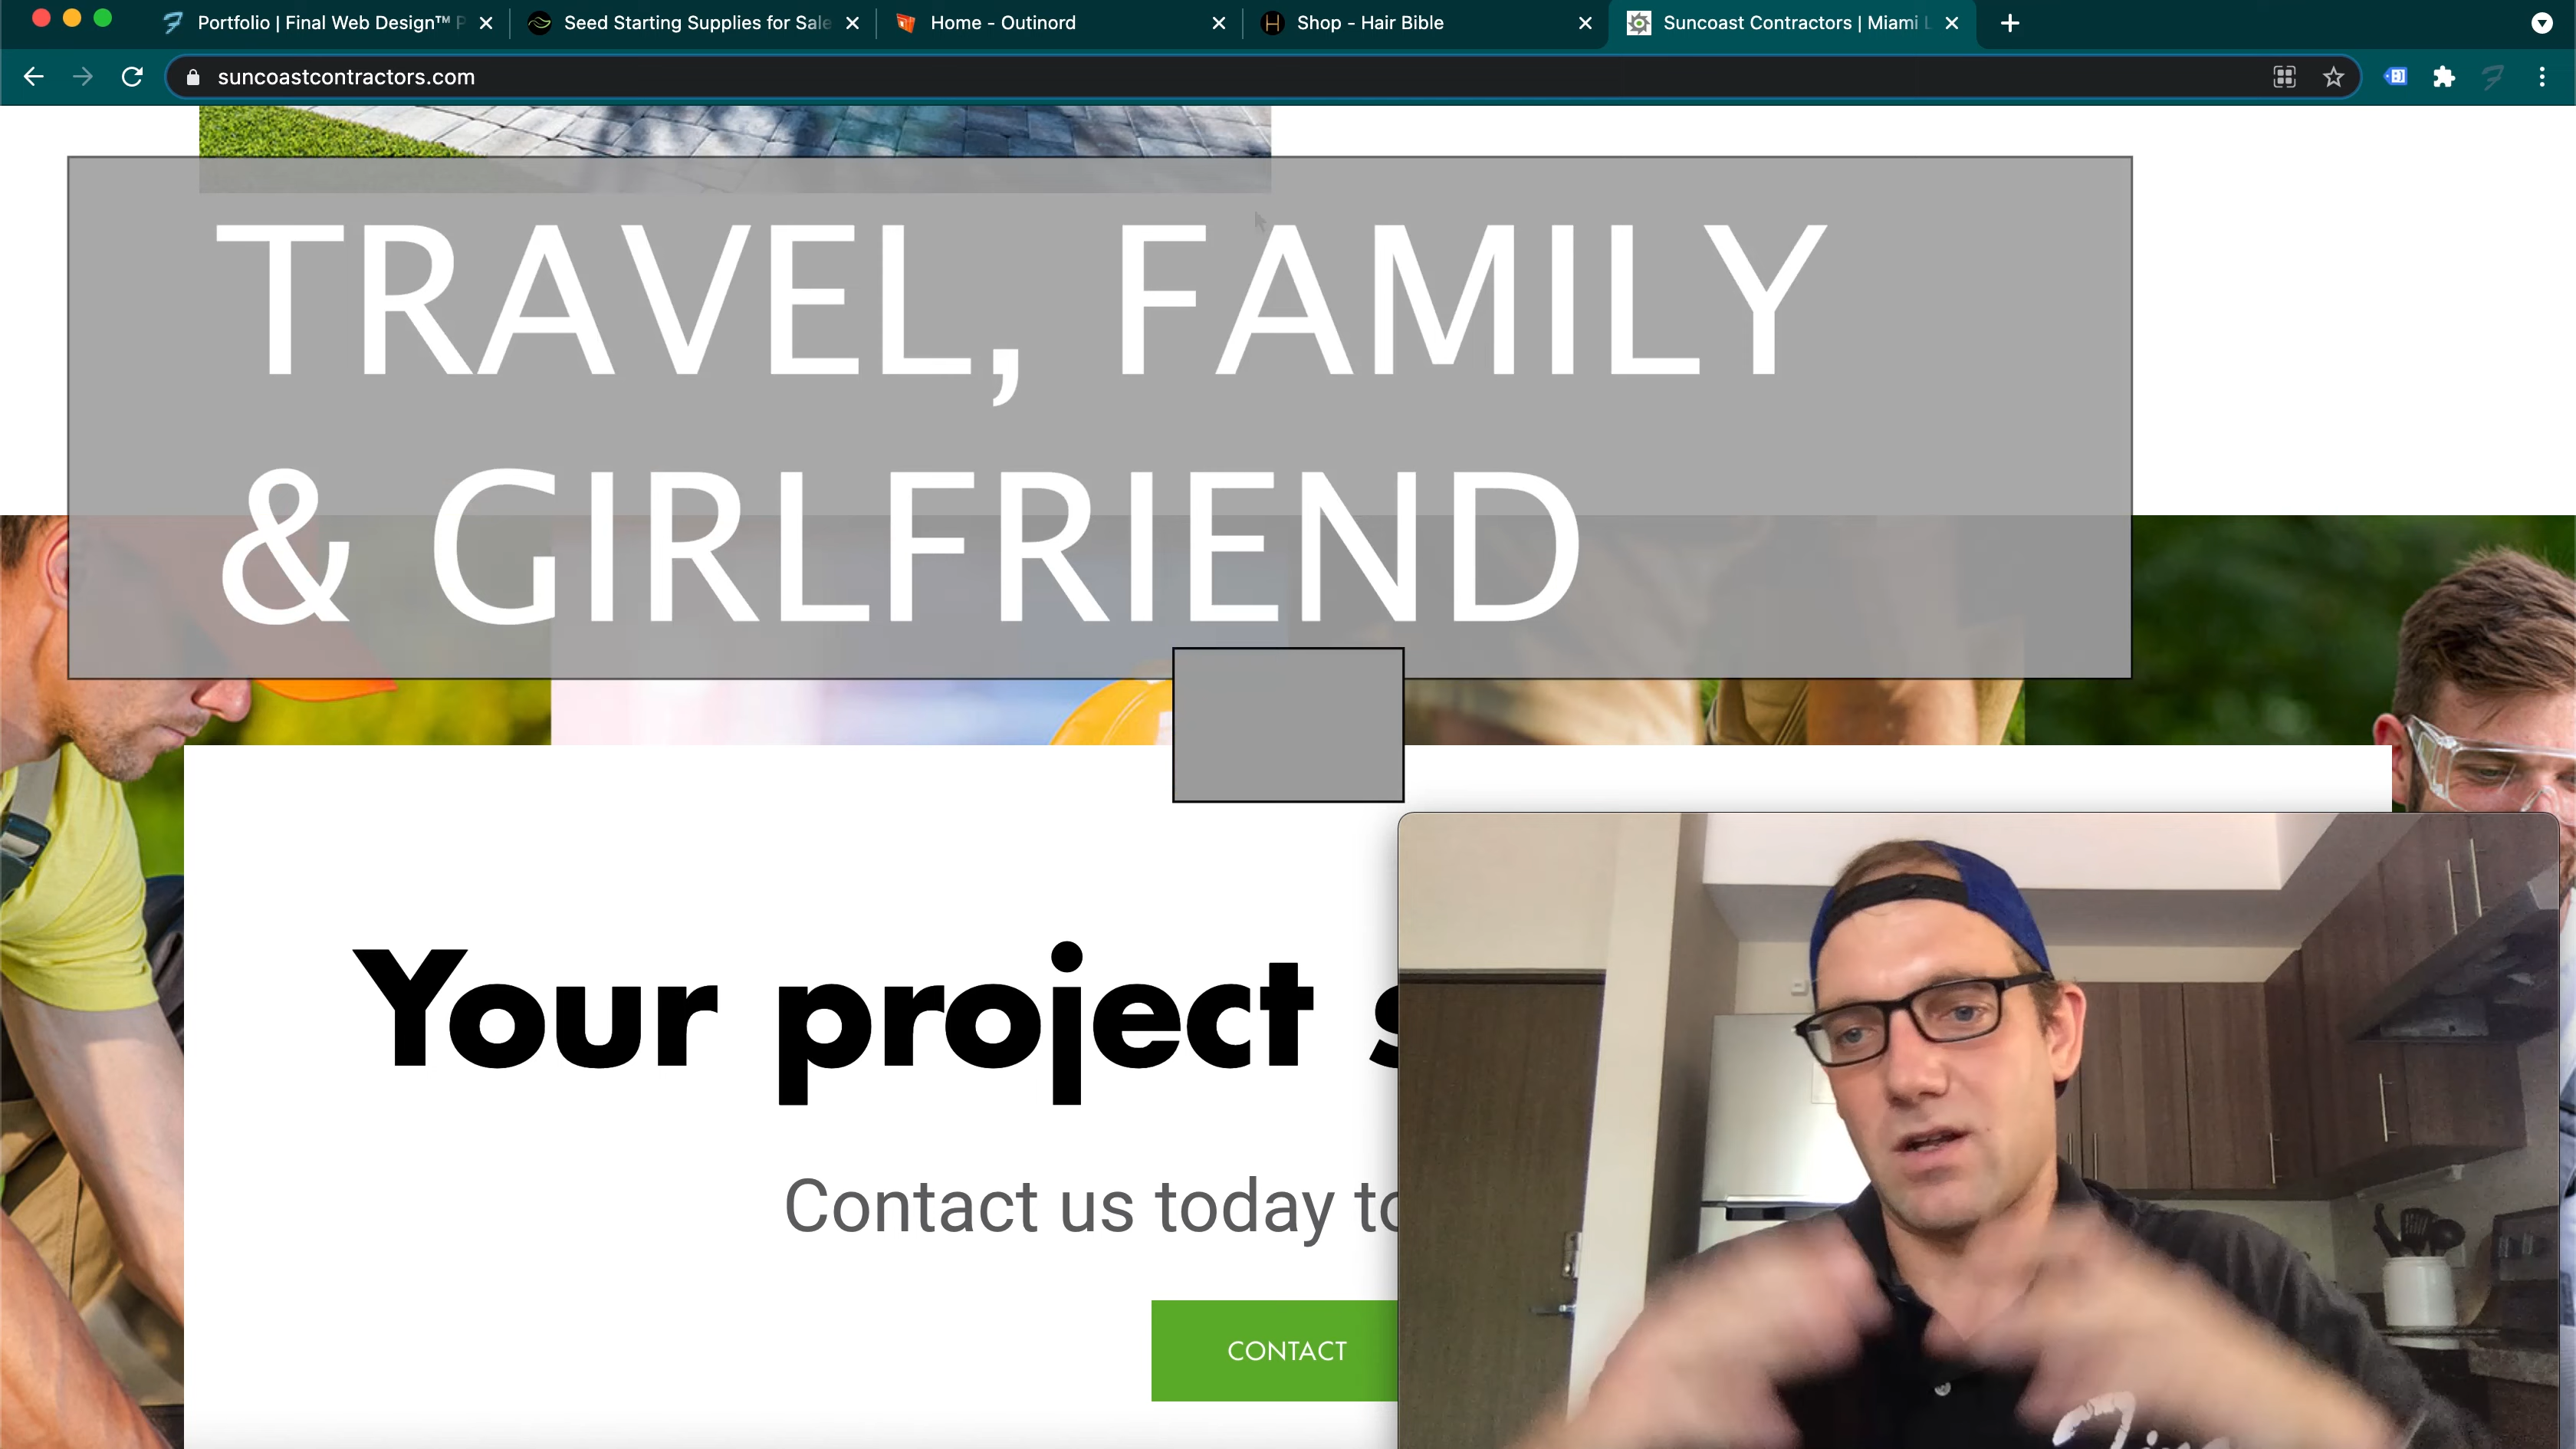 Portfolio | Final Web Design™ P
Seed Starting Supplies for Sale
Home - Outinord
Shop - Hair Bible
Suncoast Contractors | Miami L
suncoastcontractors.com
TRAVEL, FAMILY
& GIRLFRIEND
Your project s
Contact us today to
CONTACT